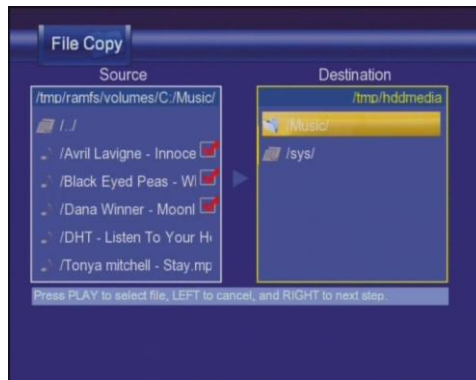 File Copy
Source
Destination
/tmp/ramfs/volumes/C:/Music/
/tmp/hddmedia
/../
/Avril Lavigne - Innoce
/Black Eyed Peas - Wl
/Dana Winner - Moonl
/DHT - Listen To Your He
/Tonya mitchell - Stay.mp
/Music/
/sys/
Press PLAY to select file, LEFT to cancel, and RIGHT to next step.